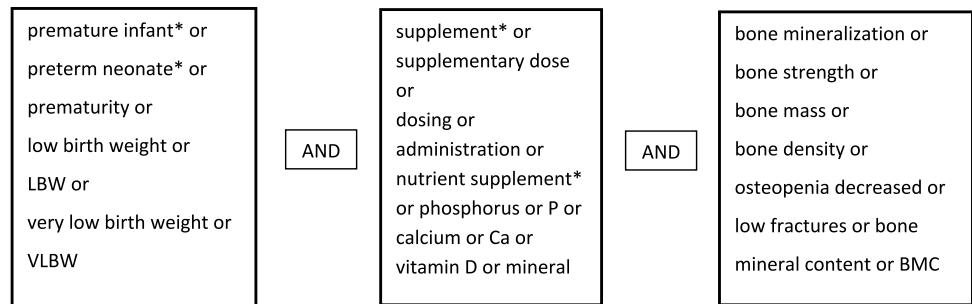 premature infant* or
preterm neonate* or
prematurity or
low birth weight or
LBW or
very low birth weight or
VLBW
AND
supplement* or
supplementary dose
or
dosing or
administration or
nutrient supplement*
or phosphorus or P or
calcium or Ca or
vitamin D or mineral
AND
bone mineralization or
bone strength or
bone mass or
bone density or
osteopenia decreased or
low fractures or bone
mineral content or BMC